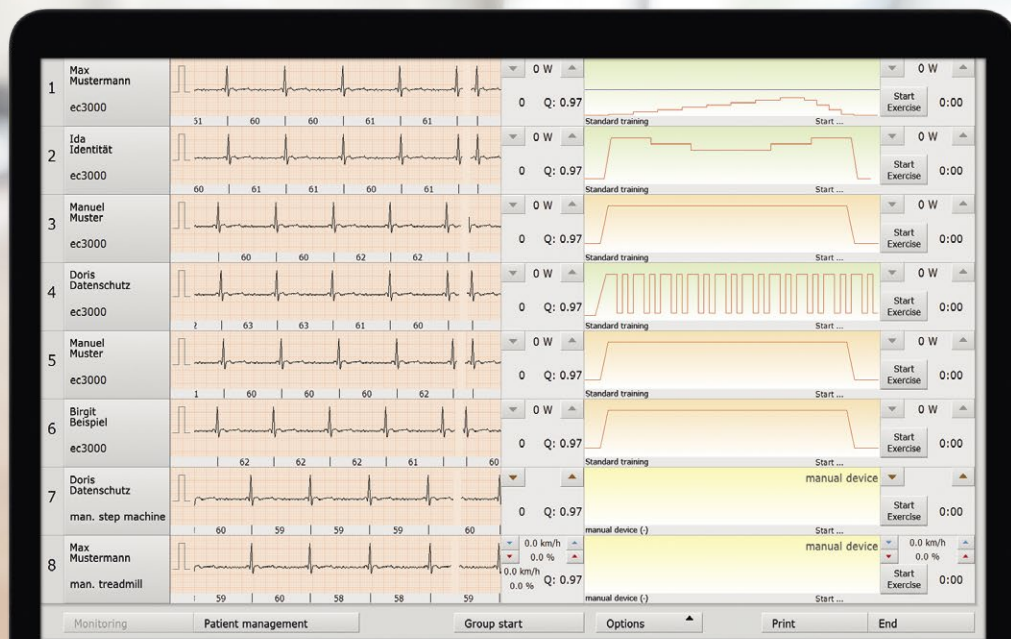 1
Max
Mustermann
ec3000
51 60 60 61 61
0 W
0 Q: 0.97
Standard training Start ...
0 W
Start
Exercise
0:00
2
Ida
Identität
ec3000
60 61 61 60 61
0 W
0 Q: 0.97
Standard training Start ...
0 W
Start
Exercise
0:00
3
Manuel
Muster
ec3000
60 60 62 62
0 W
0 Q: 0.97
Standard training Start ...
0 W
Start
Exercise
0:00
4
Doris
Datenschutz
ec3000
63 63 61 60
0 W
0 Q: 0.97
Standard training Start ...
0 W
Start
Exercise
0:00
5
Manuel
Muster
ec3000
1 60 60 60 62
0 W
0 Q: 0.97
Standard training Start ...
0 W
Start
Exercise
0:00
6
Birgit
Beispiel
ec3000
62 62 62 61 60
0 W
0 Q: 0.97
Standard training Start ...
0 W
Start
Exercise
0:00
7
Doris
Datenschutz
man. step machine
60 59 59 59 60
0 Q: 0.97
manual device
manual device (-) Start ...
Start
Exercise
0:00
8
Max
Mustermann
man. treadmill
59 60 58 58 59
0.0 km/h
0.0 %
0.0 km/h
0.0 %
Q: 0.97
manual device
manual device (-) Start ...
0.0 km/h
0.0 %
Start
Exercise
0:00
Monitoring Patient management Group start Options Print End